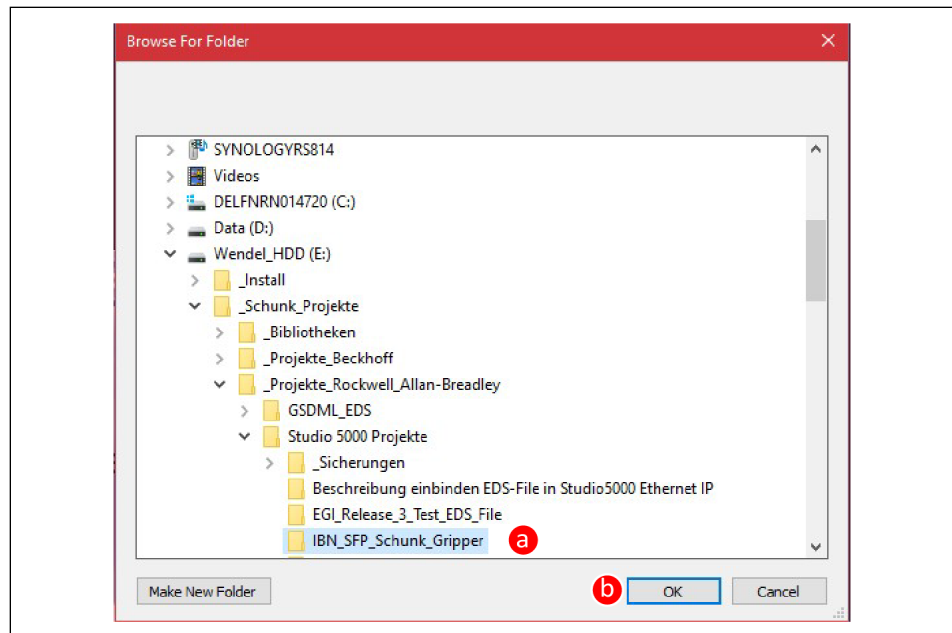 Browse For Folder
SYNOLOGYRS814
Videos
DELFNRN014720 (C:)
Data (D:)
Wendel_HDD (E:)
_Install
_Schunk_Projekte
_Bibliotheken
_Projekte_Beckhoff
_Projekte_Rockwell_Allan-Breadley
GSDML_EDS
Studio 5000 Projekte
_Sicherungen
Beschreibung einbinden EDS-File in Studio5000 Ethernet IP
EGI_Release_3_Test_EDS_File
IBN_SFP_Schunk_Gripper a
Make New Folder b OK Cancel